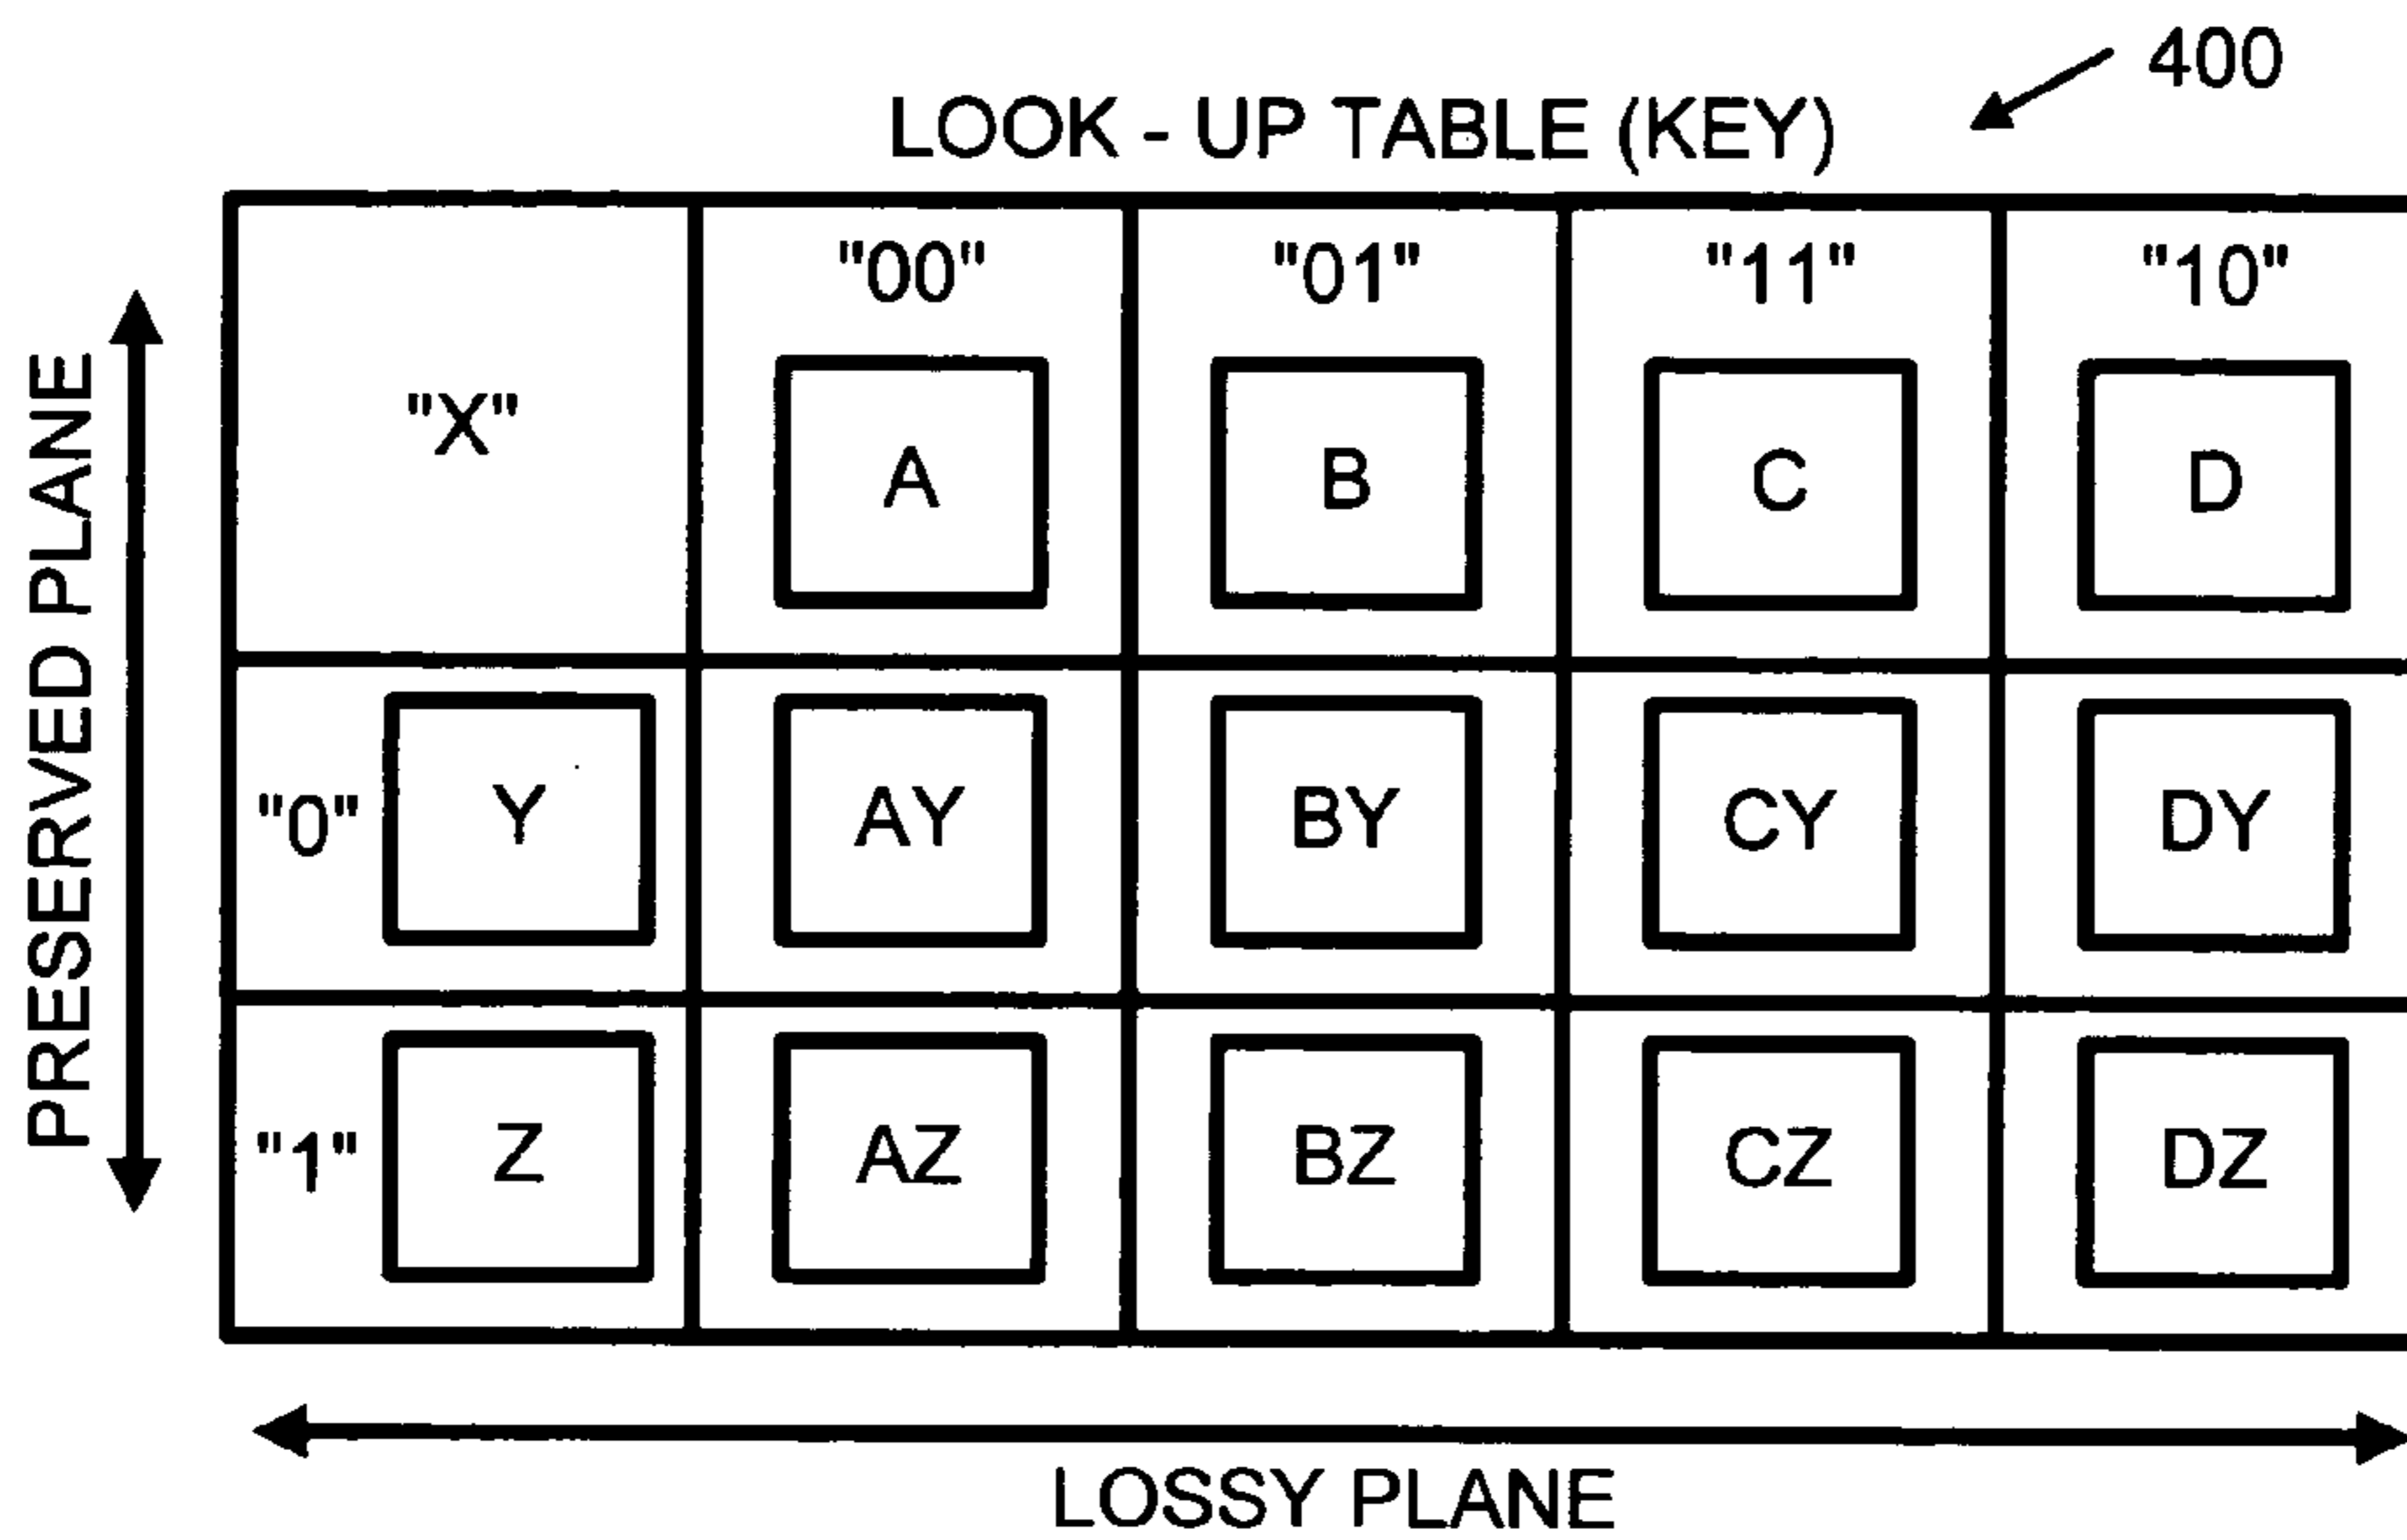 400
LOOK - UP TABLE (KEY)
"00" "01" "11" "10"
"X" A B C D
"0" Y AY BY CY DY
"1" Z AZ BZ CZ DZ
PRESERVED PLANE
LOSSY PLANE